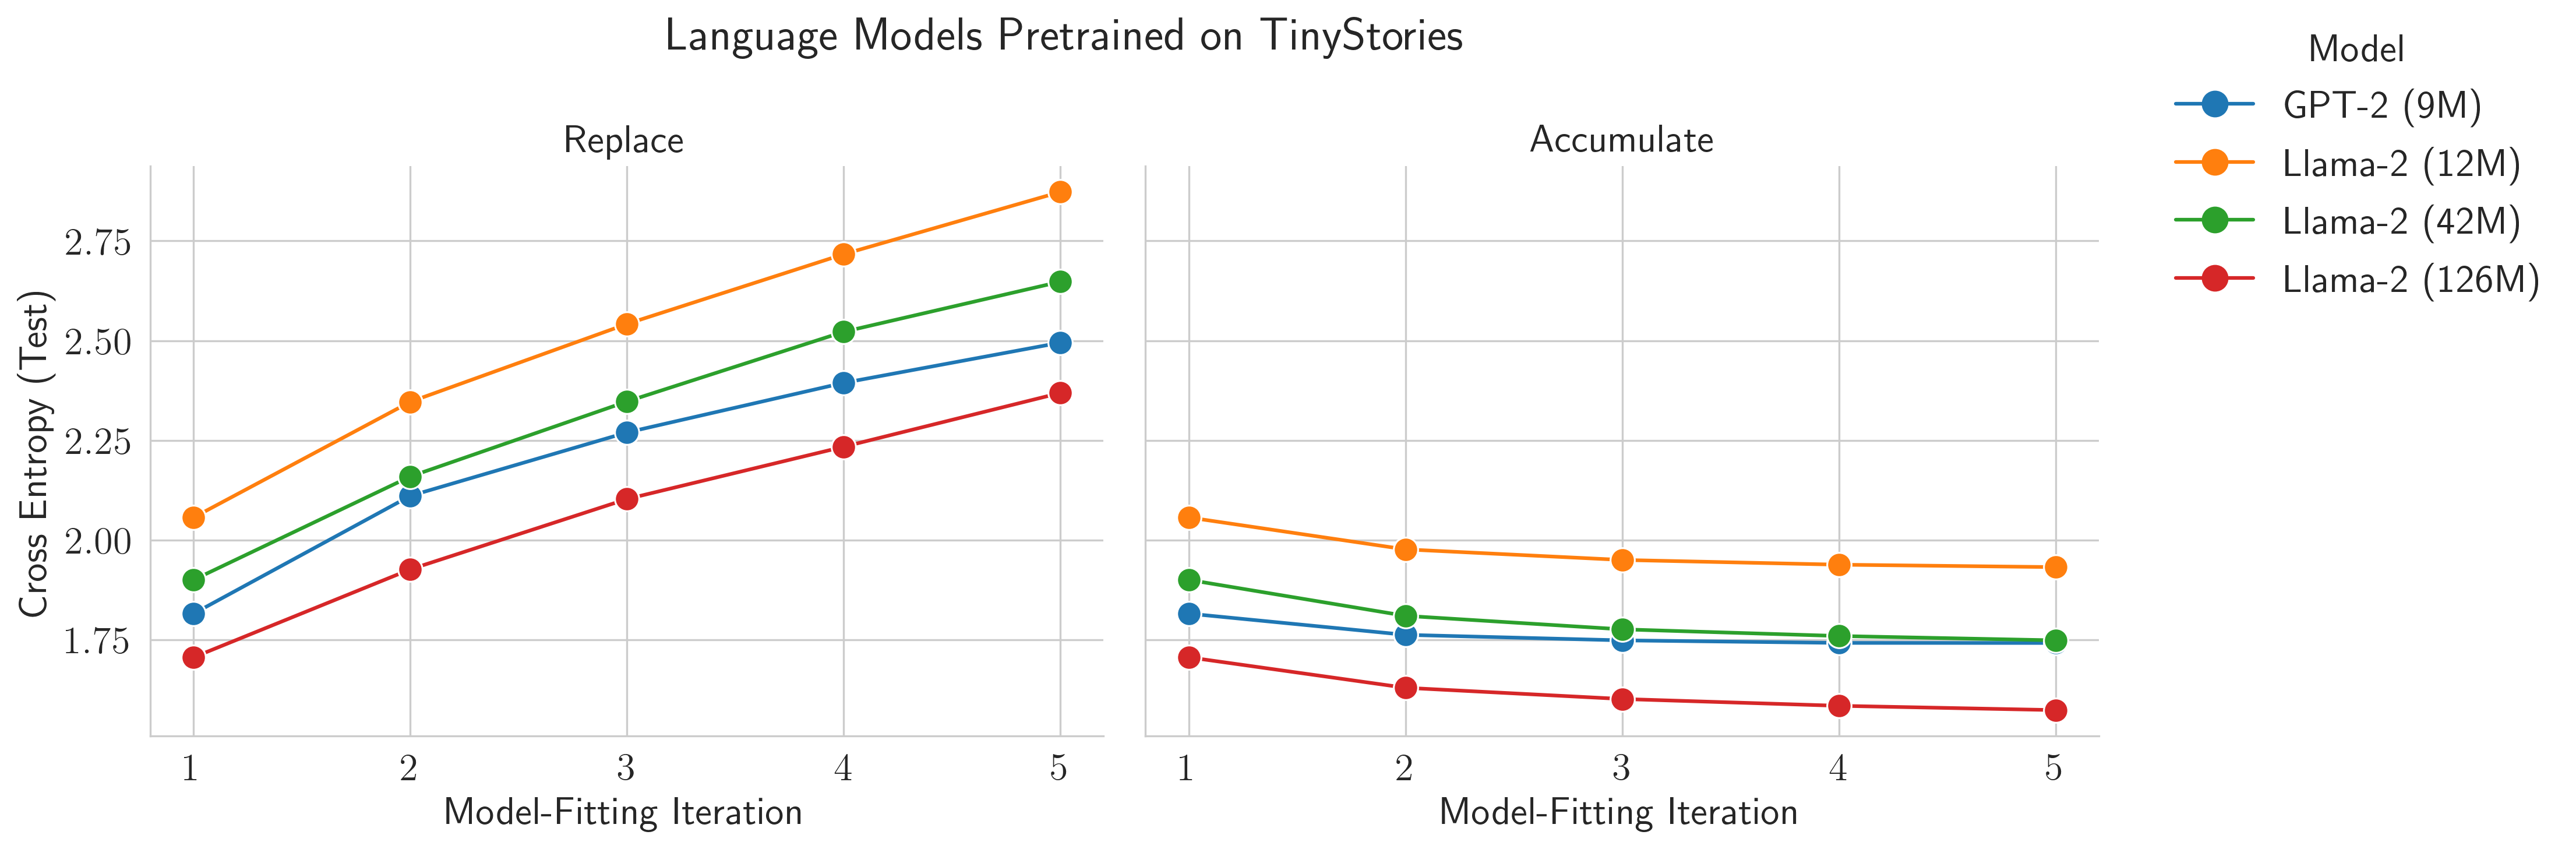 Language Models Pretrained on TinyStories
Model
GPT-2 (9M)
Llama-2 (12M)
Llama-2 (42M)
Llama-2 (126M)
Replace
Accumulate
Cross Entropy (Test)
2.75
2.50
2.25
2.00
1.75
1 2 3 4 5
1 2 3 4 5
Model-Fitting Iteration
Model-Fitting Iteration